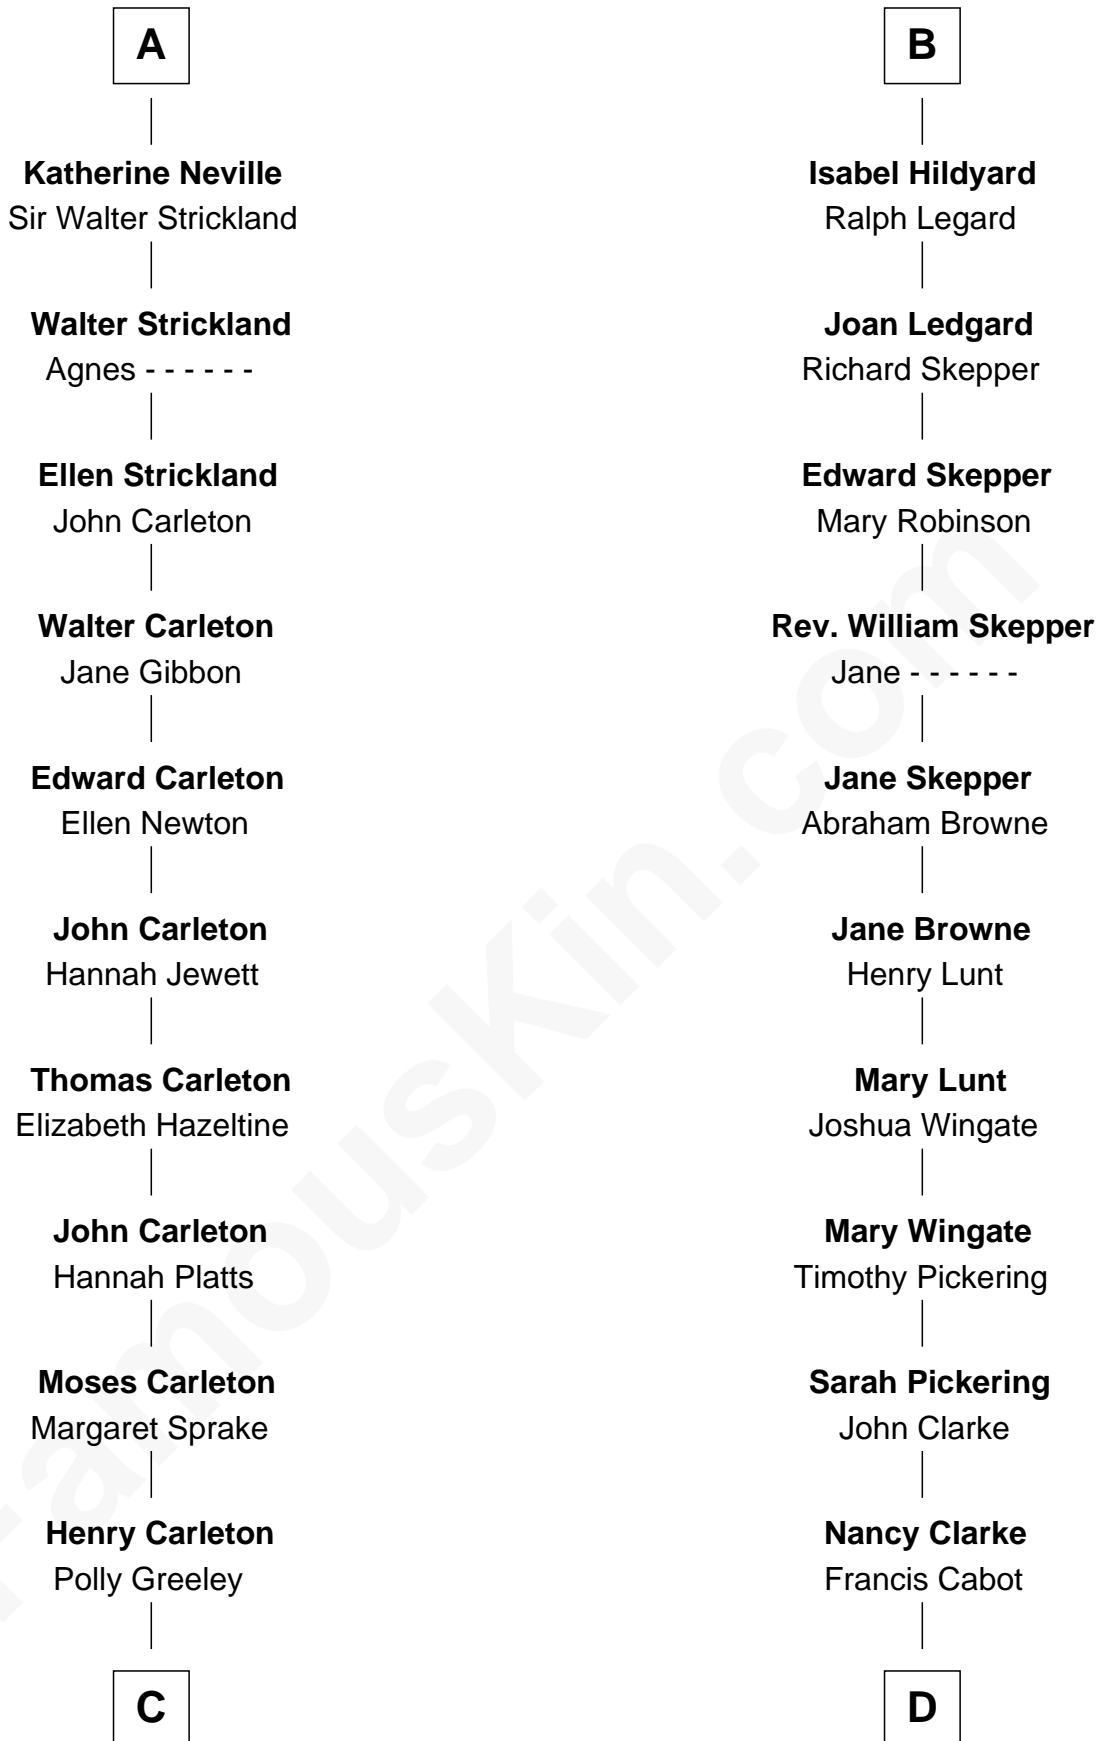 A
Katherine Neville
Sir Walter Strickland
Walter Strickland
Agnes - - - - - -
Ellen Strickland
John Carleton
Walter Carleton
Jane Gibbon
Edward Carleton
Ellen Newton
John Carleton
Hannah Jewett
Thomas Carleton
Elizabeth Hazeltine
John Carleton
Hannah Platts
Moses Carleton
Margaret Sprake
Henry Carleton
Polly Greeley
C
B
Isabel Hildyard
Ralph Legard
Joan Ledgard
Richard Skepper
Edward Skepper
Mary Robinson
Rev. William Skepper
Jane - - - - - -
Jane Skepper
Abraham Browne
Jane Browne
Henry Lunt
Mary Lunt
Joshua Wingate
Mary Wingate
Timothy Pickering
Sarah Pickering
John Clarke
Nancy Clarke
Francis Cabot
D
FamousKin.com